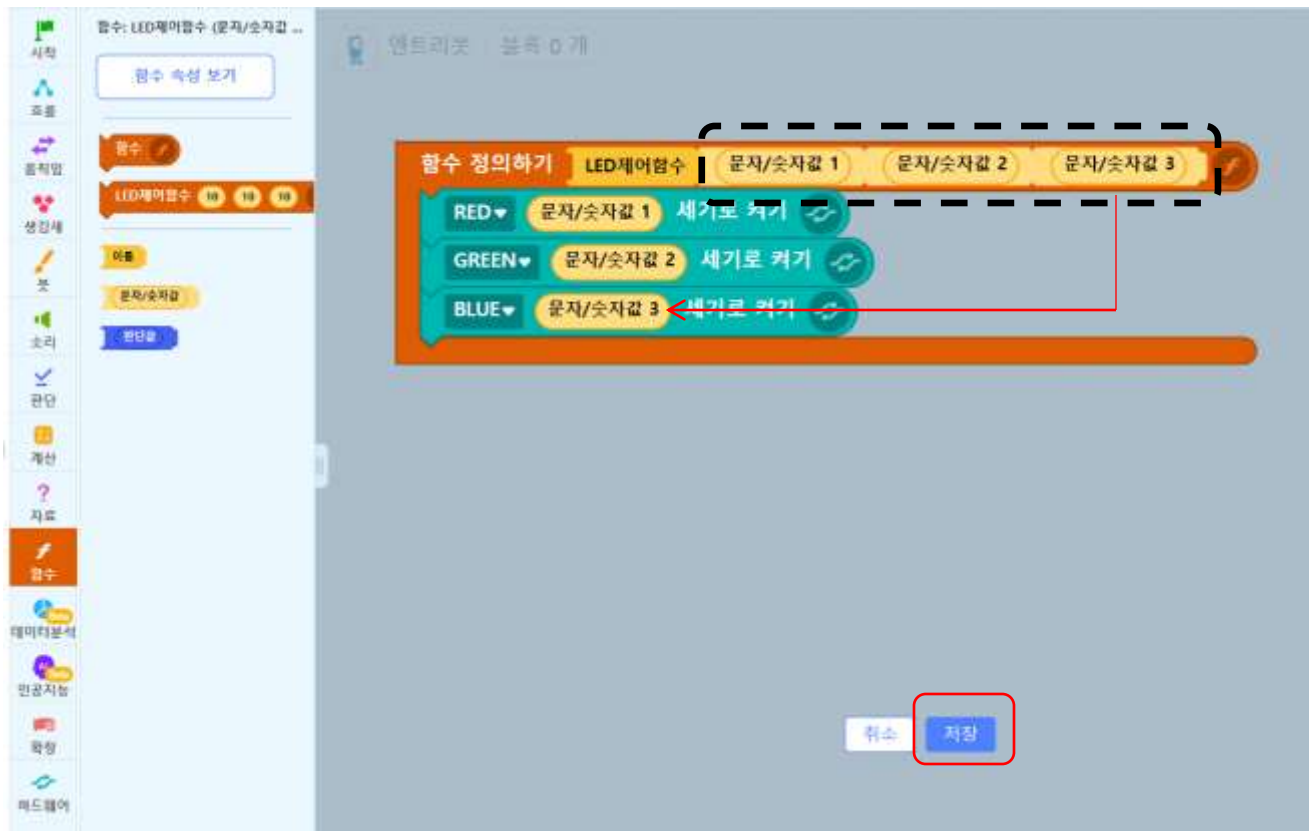 시작
흐름
움직임
생김새
붓
소리
판단
계산
? 자료
함수
데이터분석
인공지능
확장
하드웨어
함수: LED제어함수 (문자/숫자값 ...
함수 속성 보기
함수
LED제어함수 10 10 10
이름
문자/숫자값
판단값
엔트리봇 블록 0 개
함수 정의하기 LED제어함수 문자/숫자값 1 문자/숫자값 2 문자/숫자값 3
RED 문자/숫자값 1 세기로 켜기
GREEN 문자/숫자값 2 세기로 켜기
BLUE 문자/숫자값 3 세기로 켜기
취소 저장